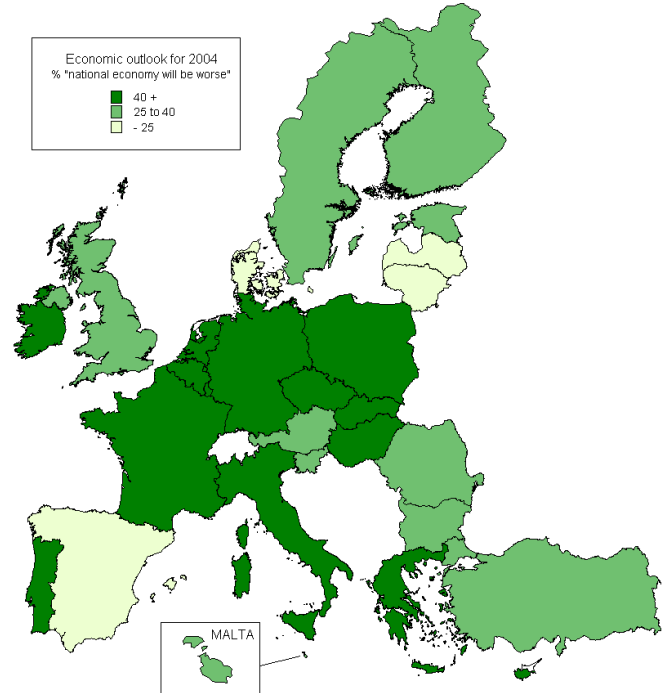 Economic outlook for 2004
% "national economy will be worse"
40 +
25 to 40
- 25
MALTA